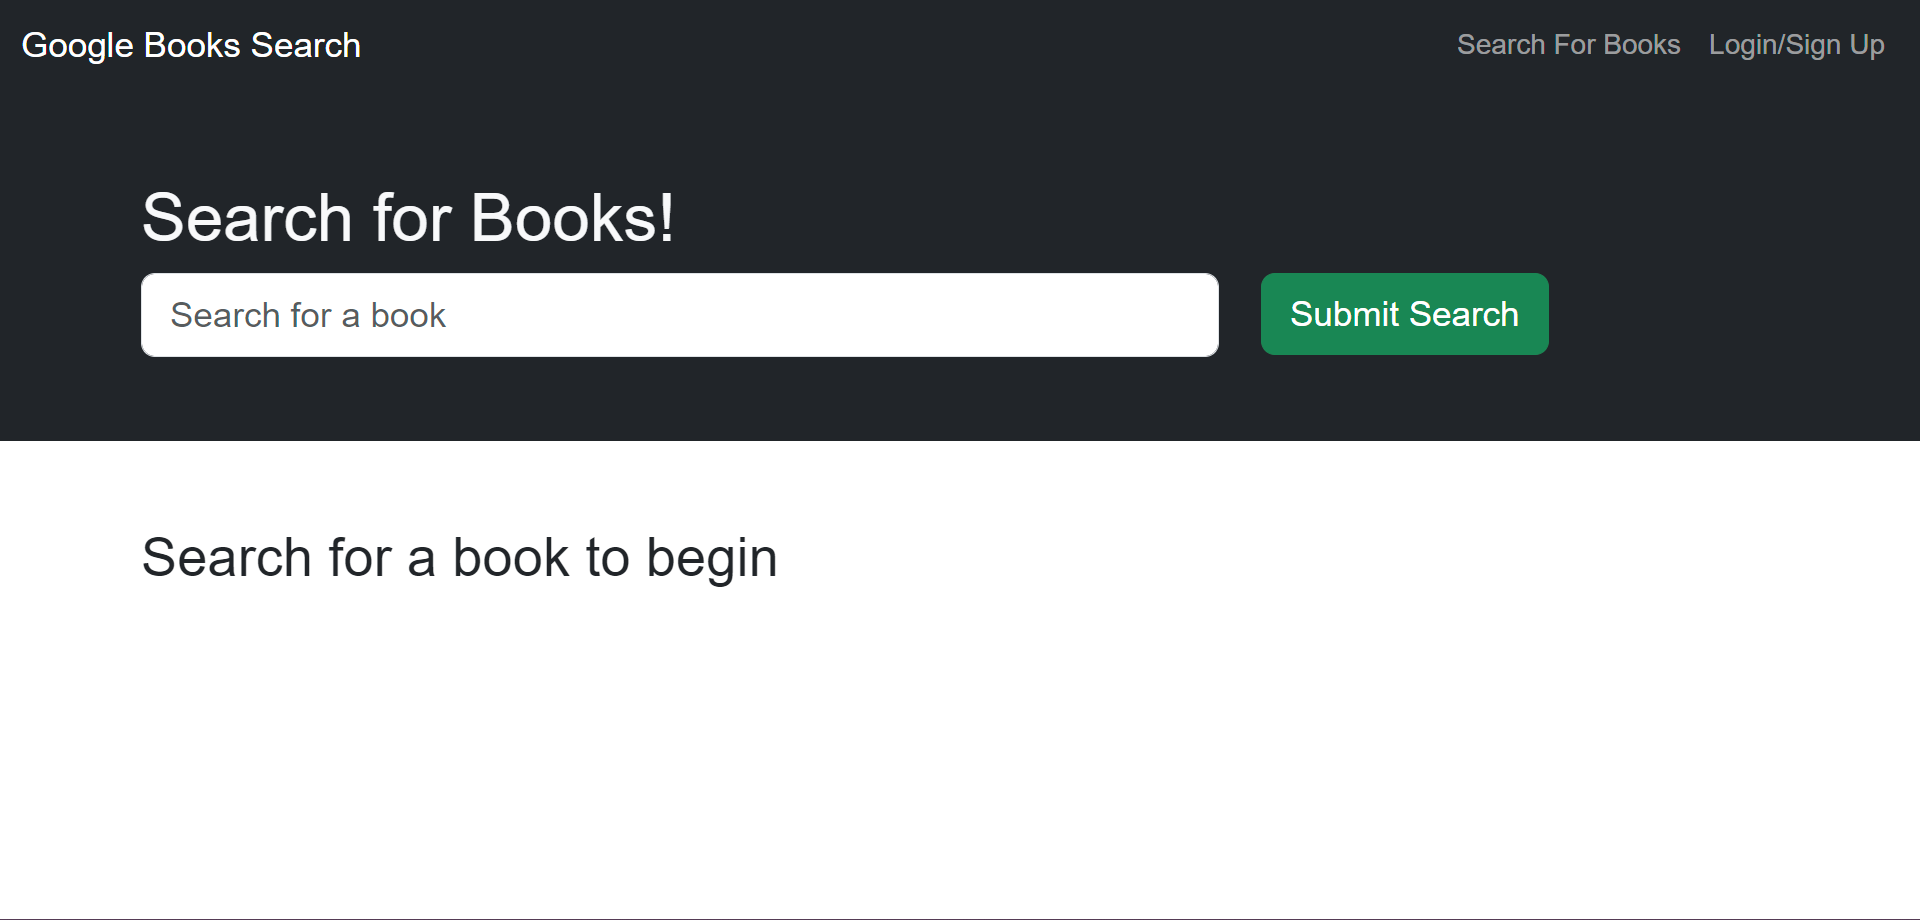 Google Books Search
Search For Books
Login/Sign Up
Search for Books!
Search for a book
Submit Search
Search for a book to begin